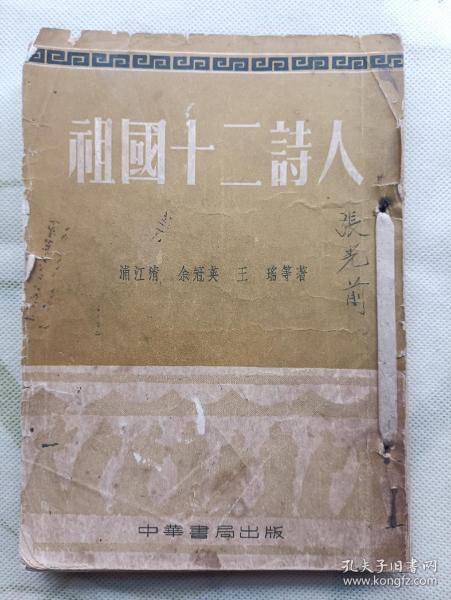 祖國十二詩人
張光前
浦江清 余冠英 王 瑤等著
中華書局出版
孔夫子旧书网
www.kongfz.com